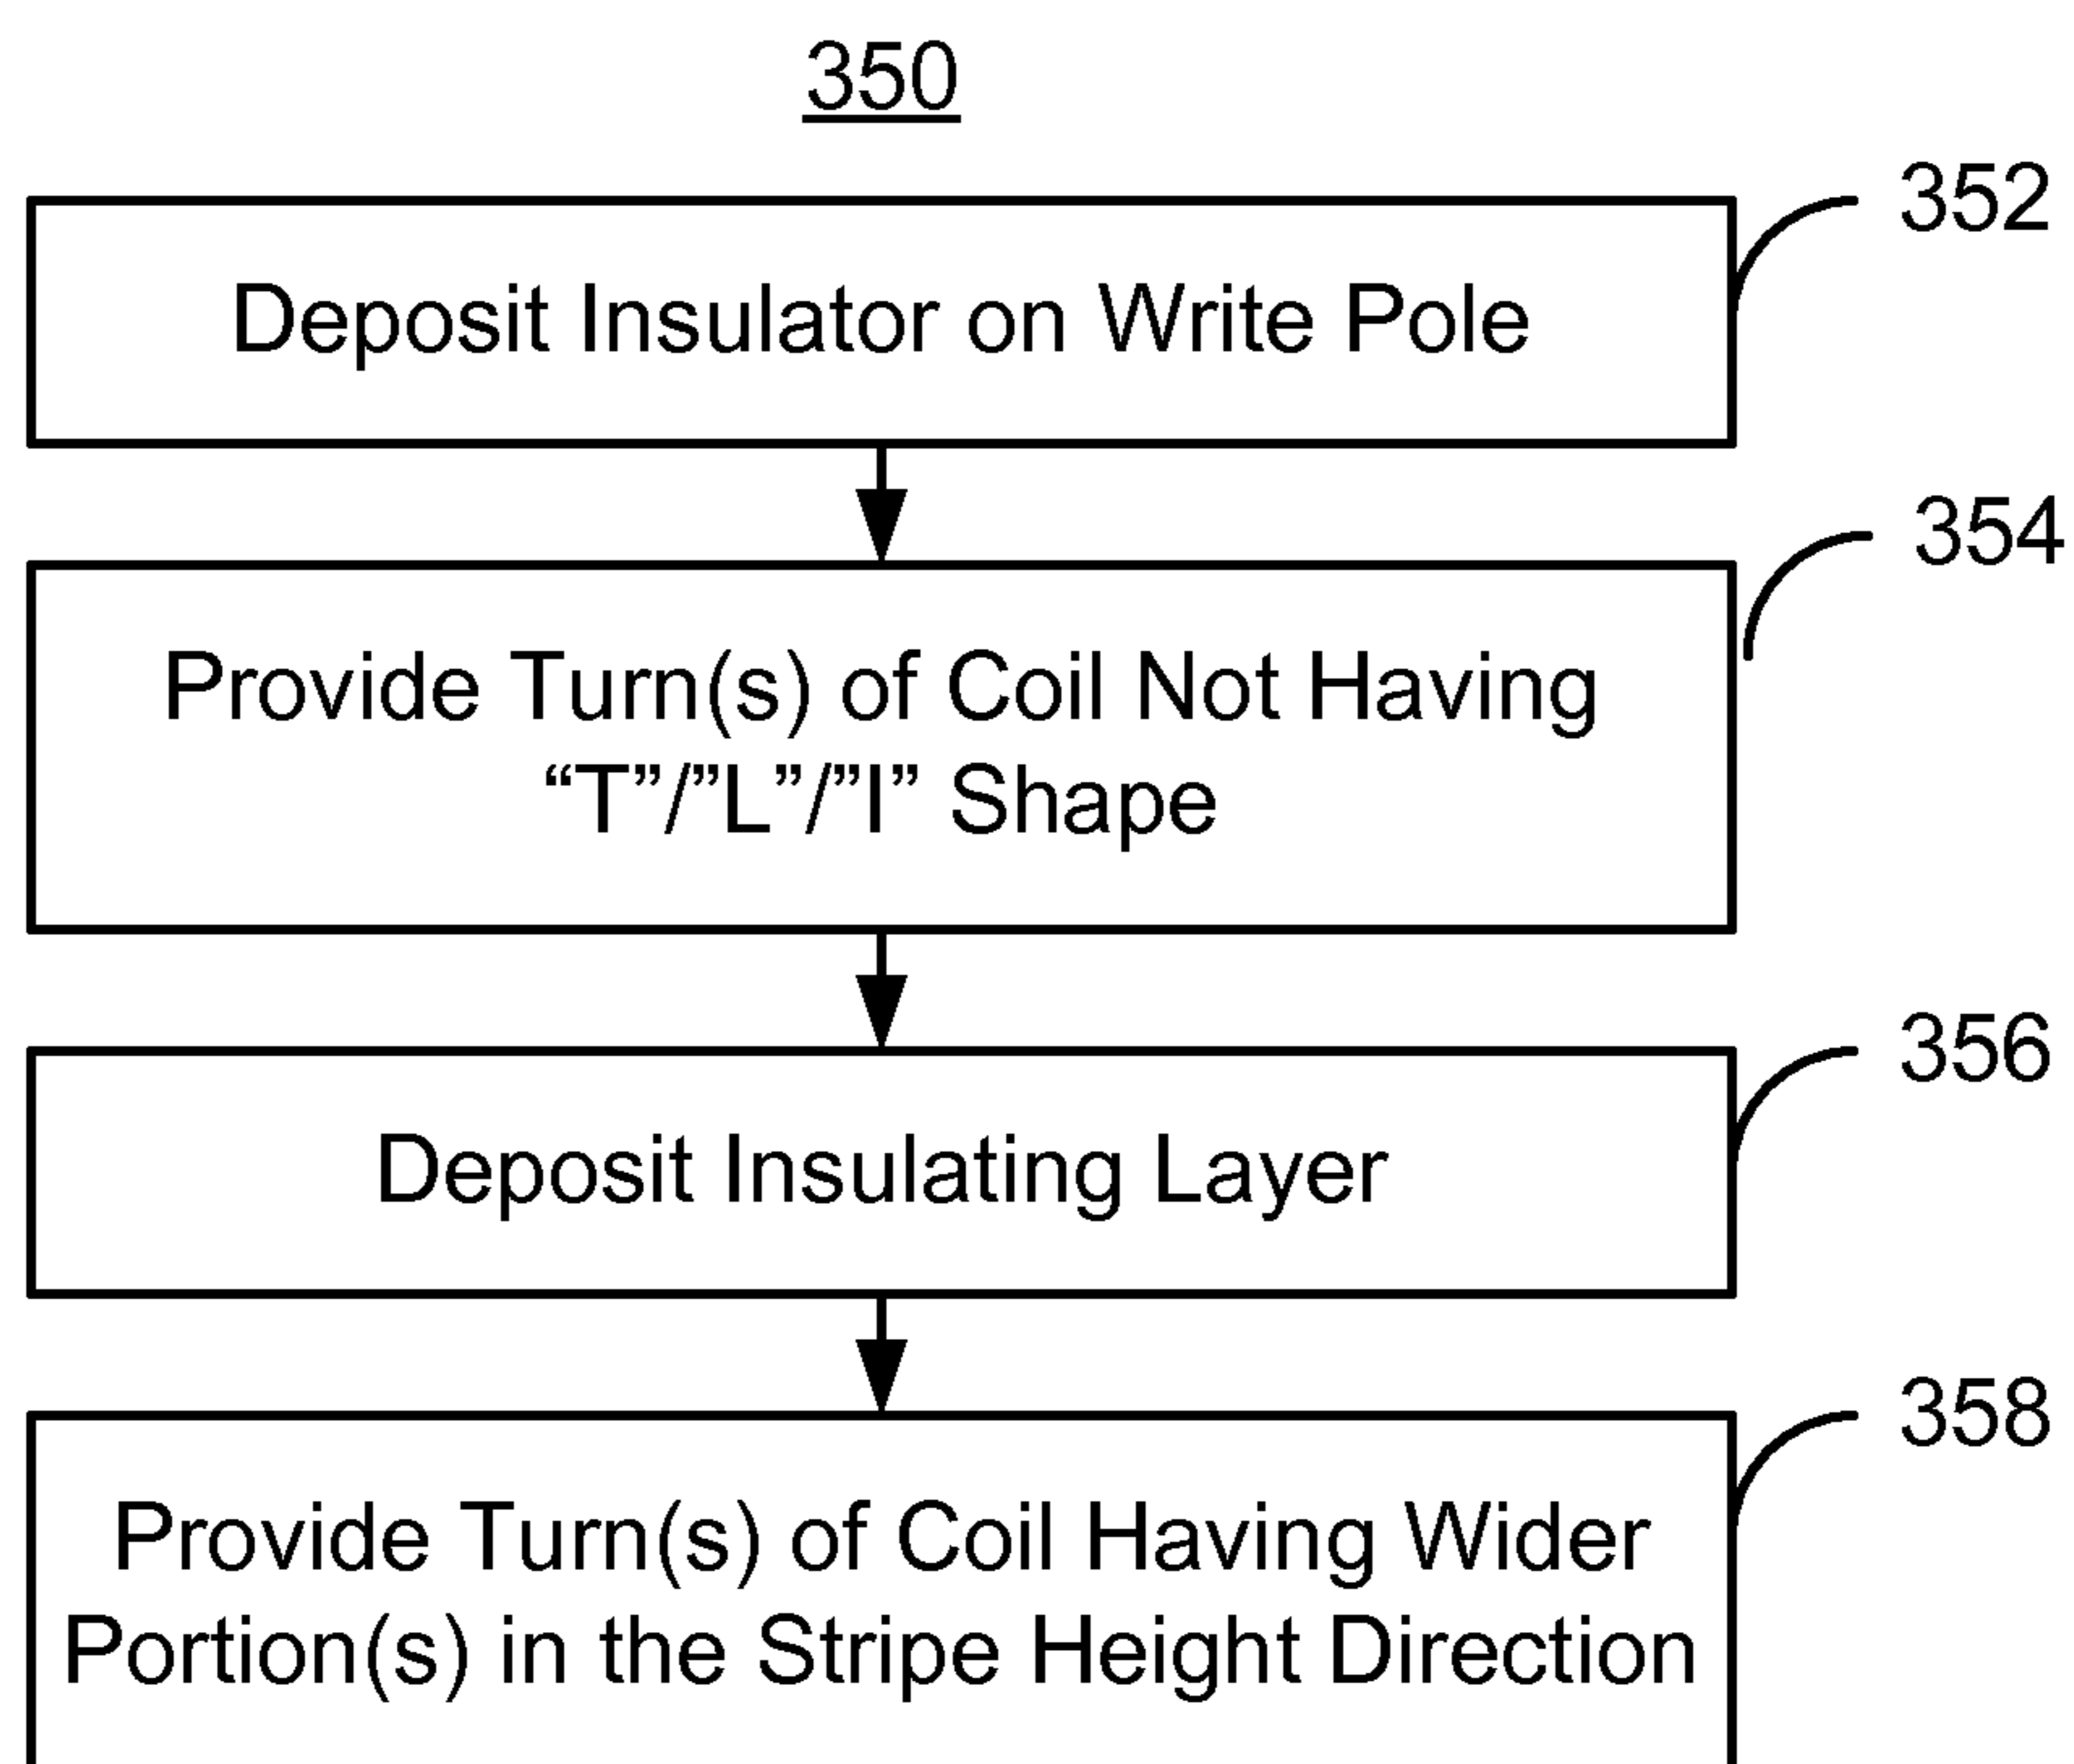 350
352
Deposit Insulator on Write Pole
354
Provide Turn(s) of Coil Not Having
“T”/”L”/”I” Shape
356
Deposit Insulating Layer
358
Provide Turn(s) of Coil Having Wider
Portion(s) in the Stripe Height Direction